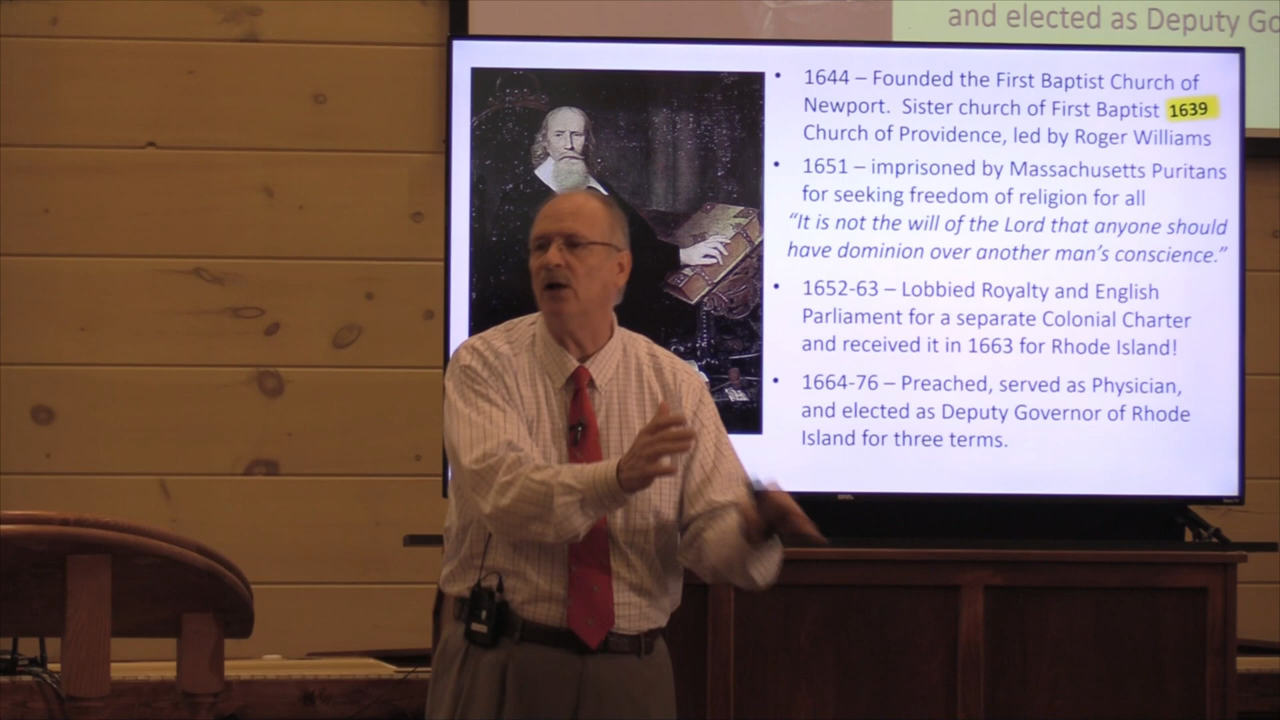 and elected as Deputy Go
• 1644 – Founded the First Baptist Church of
Newport. Sister church of First Baptist 1639
Church of Providence, led by Roger Williams
• 1651 – imprisoned by Massachusetts Puritans
for seeking freedom of religion for all
“It is not the will of the Lord that anyone should
have dominion over another man’s conscience.”
• 1652-63 – Lobbied Royalty and English
Parliament for a separate Colonial Charter
and received it in 1663 for Rhode Island!
• 1664-76 – Preached, served as Physician,
and elected as Deputy Governor of Rhode
Island for three terms.